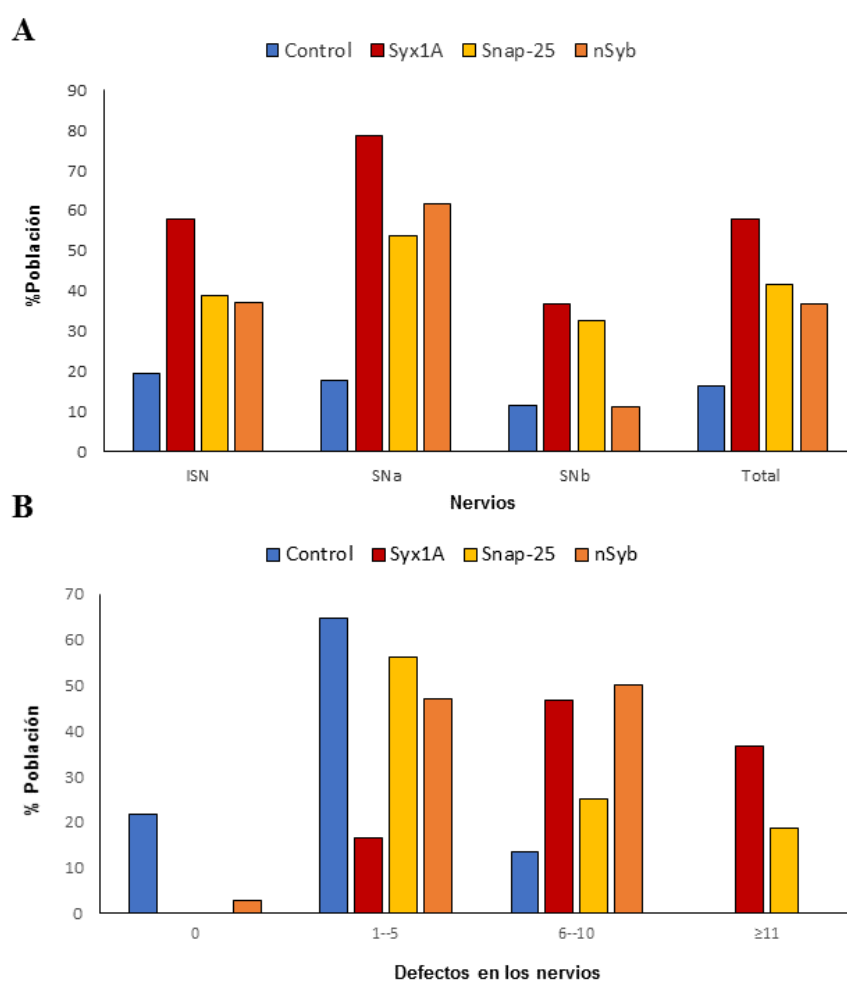 A
Control Syx1A Snap-25 nSyb
90
80
70
60
50
40
30
20
10
0
%Población
ISN SNa SNb Total
Nervios
B
Control Syx1A Snap-25 nSyb
70
60
50
40
30
20
10
0
% Población
0 1--5 6--10 ≥11
Defectos en los nervios